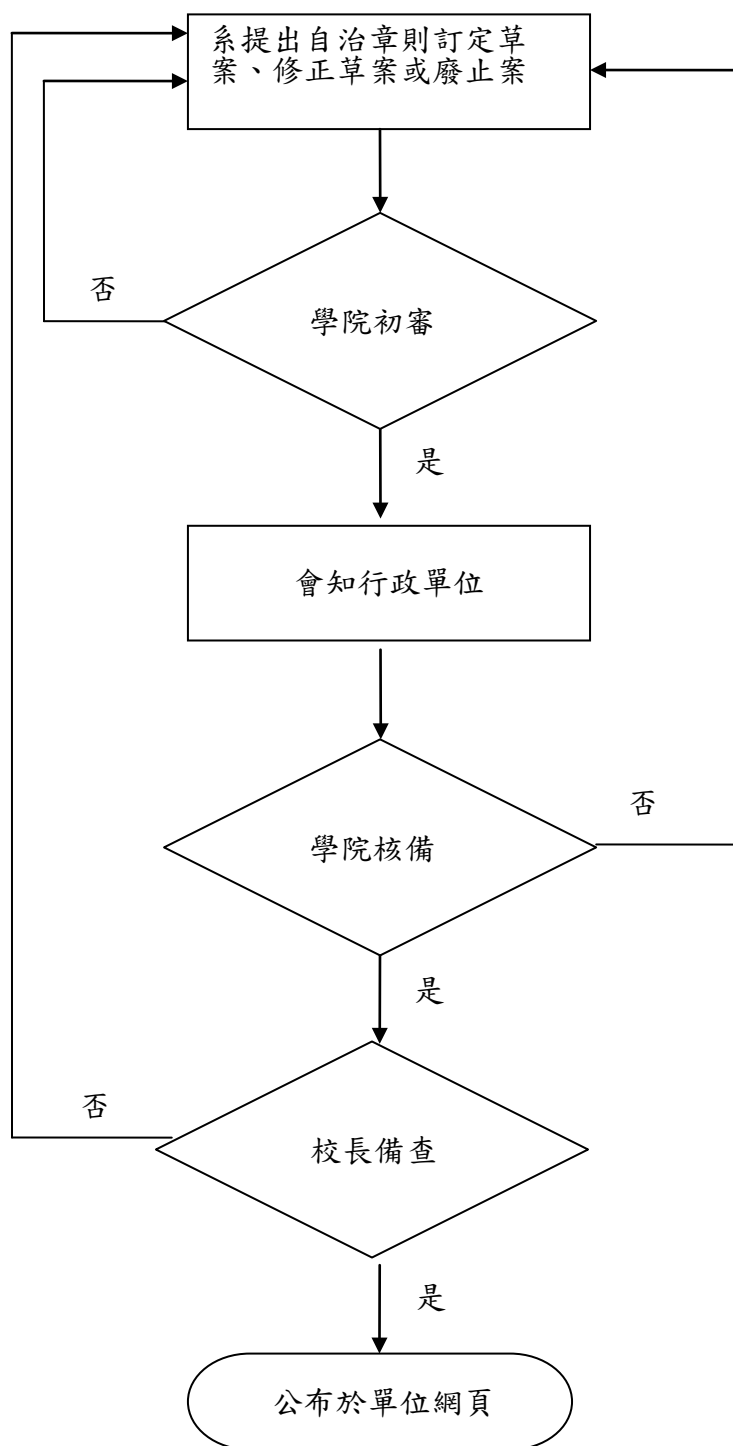 系提出自治章則訂定草
案、修正草案或廢止案
否
學院初審
是
會知行政單位
否
學院核備
是
否
校長備查
是
公布於單位網頁